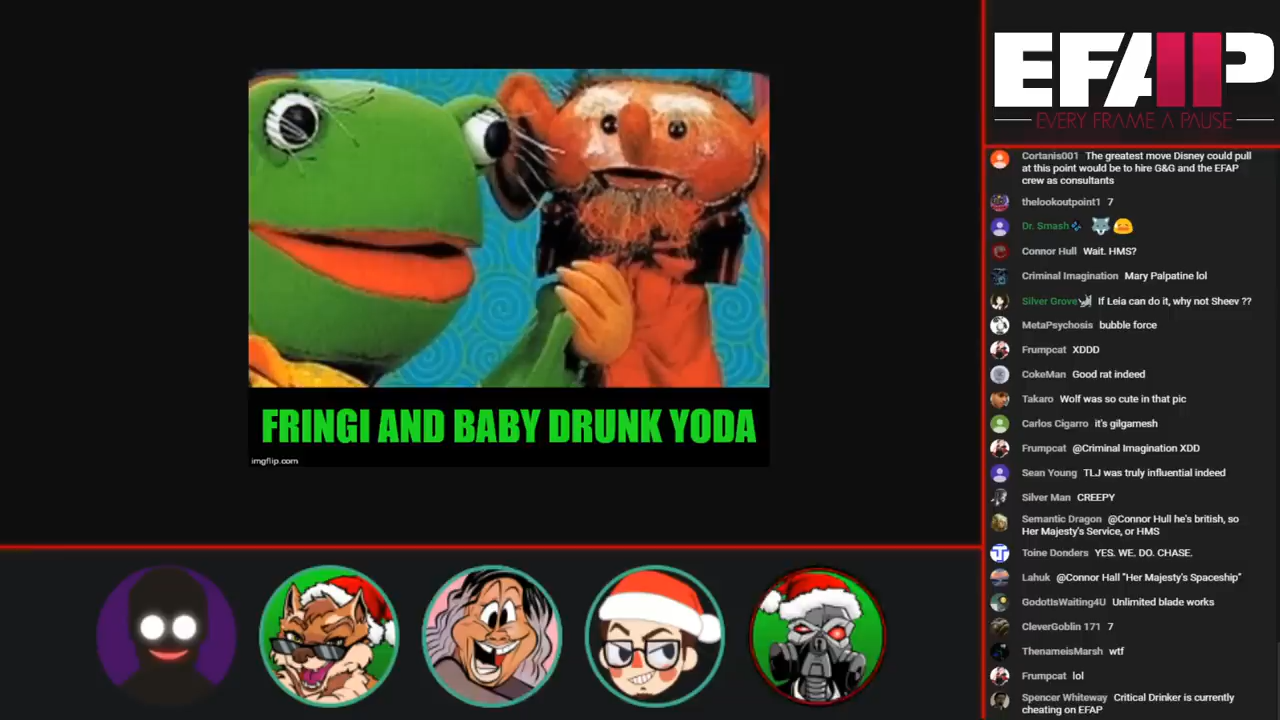 FRINGI AND BABY DRUNK YODA
imgflip.com
EFAP
EVERY FRAME A PAUSE
Cortanis001 The greatest move Disney could pull
at this point would be to hire G&G and the EFAP
crew as consultants
thelookoutpoint1 7
Dr. Smash
Connor Hull Wait. HMS?
Criminal Imagination Mary Palpatine lol
Silver Grove If Leia can do it, why not Sheev ??
MetaPsychosis bubble force
Frumpcat XDDD
CokeMan Good rat indeed
Takaro Wolf was so cute in that pic
Carlos Cigarro it's gilgamesh
Frumpcat @Criminal Imagination XDD
Sean Young TLJ was truly influential indeed
Silver Man CREEPY
Semantic Dragon @Connor Hull he's british, so
Her Majesty's Service, or HMS
Toine Donders YES. WE. DO. CHASE.
Lahuk @Connor Hall "Her Majesty's Spaceship"
GodotIsWaiting4U Unlimited blade works
CleverGoblin 171 7
ThenameisMarsh wtf
Frumpcat lol
Spencer Whiteway Critical Drinker is currently
cheating on EFAP